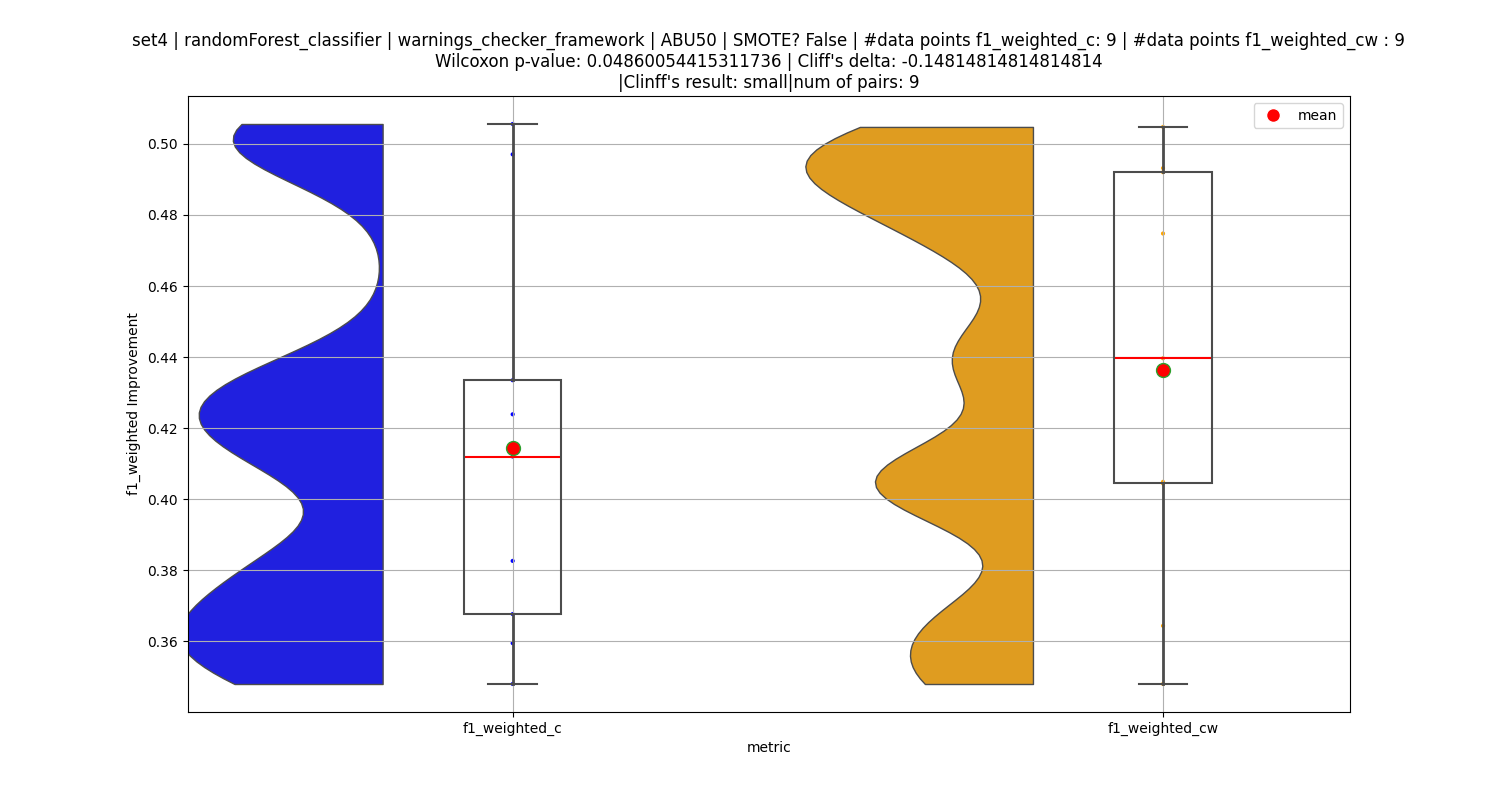 set4 | randomForest_classifier | warnings_checker_framework | ABU50 | SMOTE? False | #data points f1_weighted_c: 9 | #data points f1_weighted_cw : 9
Wilcoxon p-value: 0.04860054415311736 | Cliff's delta: -0.14814814814814814
|Clinff's result: small|num of pairs: 9
mean
0.50
0.48
0.46
0.44
0.42
0.40
0.38
0.36
f1_weighted Improvement
f1_weighted_c
f1_weighted_cw
metric